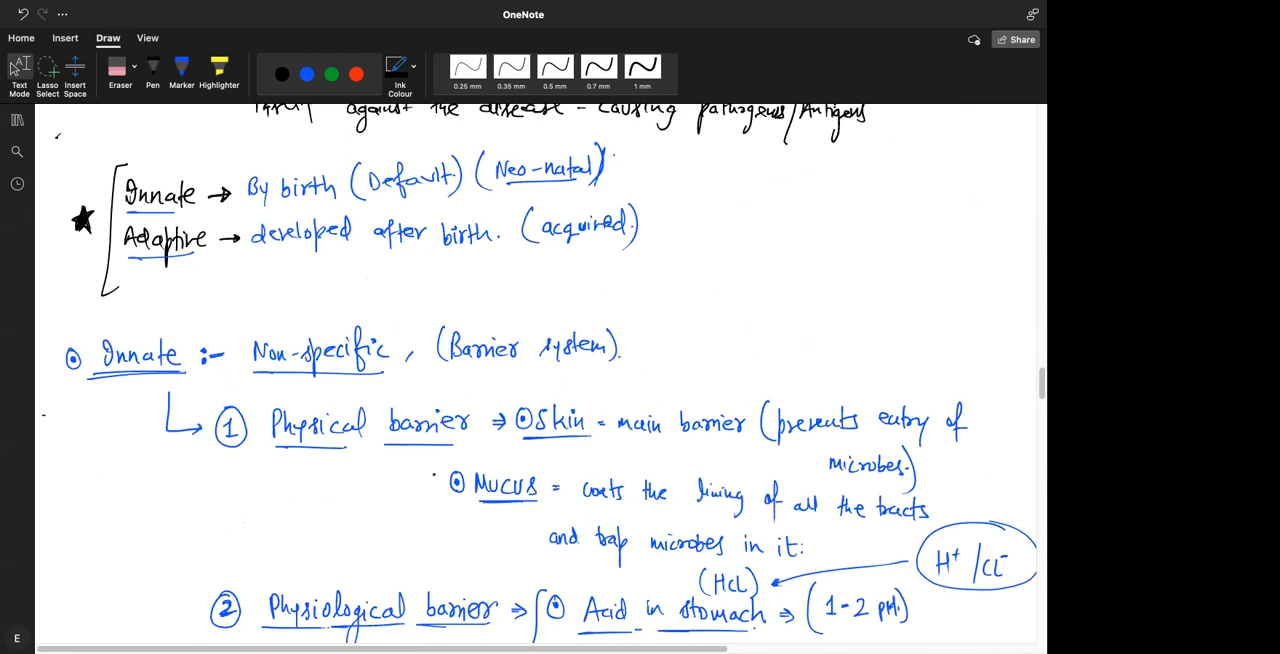 OneNote
Home Insert Draw View
Share
Text Mode
Lasso Select
Insert Space
Eraser
Pen
Marker
Highlighter
Ink Colour
0.25 mm
0.35 mm
0.5 mm
0.7 mm
1 mm
against the disease - causing pathogens/Antigens
Innate → By birth (Default.) (Neo-natal)
Adaptive → developed after birth. (acquired.)
Innate :- Non-specific, (Barrier system).
1 Physical barrier ⇒ Skin = main barrier (prevents entry of
microbes.)
Mucus = coats the lining of all the tracts
and trap microbes in it:
H+ /Cl-
(HCL)
2 Physiological barrier ⇒ Acid in stomach ⇒ (1-2 pH.)
E